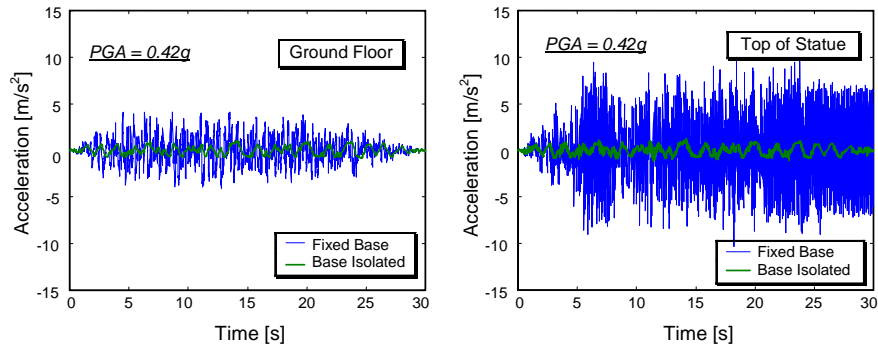 15
10
5
0
-5
-10
-15
Acceleration [m/s²]
PGA = 0.42g
Ground Floor
Fixed Base
Base Isolated
0 5 10 15 20 25 30
Time [s]
15
10
5
0
-5
-10
-15
Acceleration [m/s²]
PGA = 0.42g
Top of Statue
Fixed Base
Base Isolated
0 5 10 15 20 25 30
Time [s]